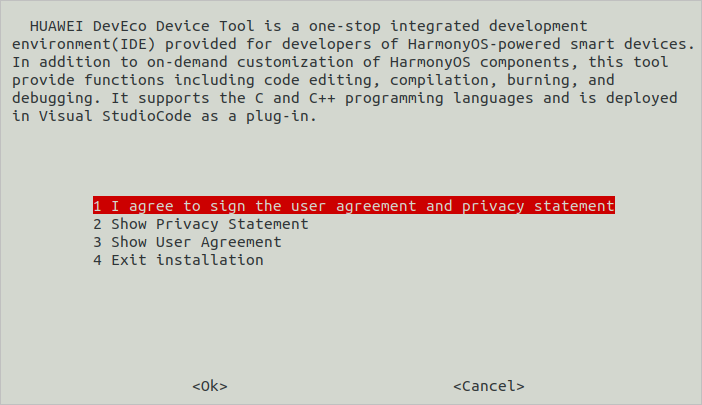 HUAWEI DevEco Device Tool is a one-stop integrated development
environment(IDE) provided for developers of HarmonyOS-powered smart devices.
In addition to on-demand customization of HarmonyOS components, this tool
provide functions including code editing, compilation, burning, and
debugging. It supports the C and C++ programming languages and is deployed
in Visual StudioCode as a plug-in.
1 I agree to sign the user agreement and privacy statement
2 Show Privacy Statement
3 Show User Agreement
4 Exit installation
<Ok> <Cancel>